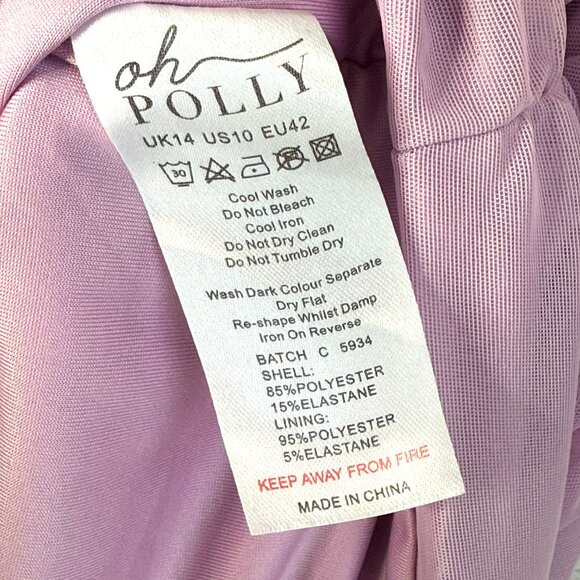 oh
POLLY
UK14 US10 EU42
30
Cool Wash
Do Not Bleach
Cool Iron
Do Not Dry Clean
Do Not Tumble Dry
Wash Dark Colour Separate
Dry Flat
Re-shape Whilst Damp
Iron On Reverse
BATCH C 5934
SHELL:
85%POLYESTER
15%ELASTANE
LINING:
95%POLYESTER
5%ELASTANE
KEEP AWAY FROM FIRE
MADE IN CHINA